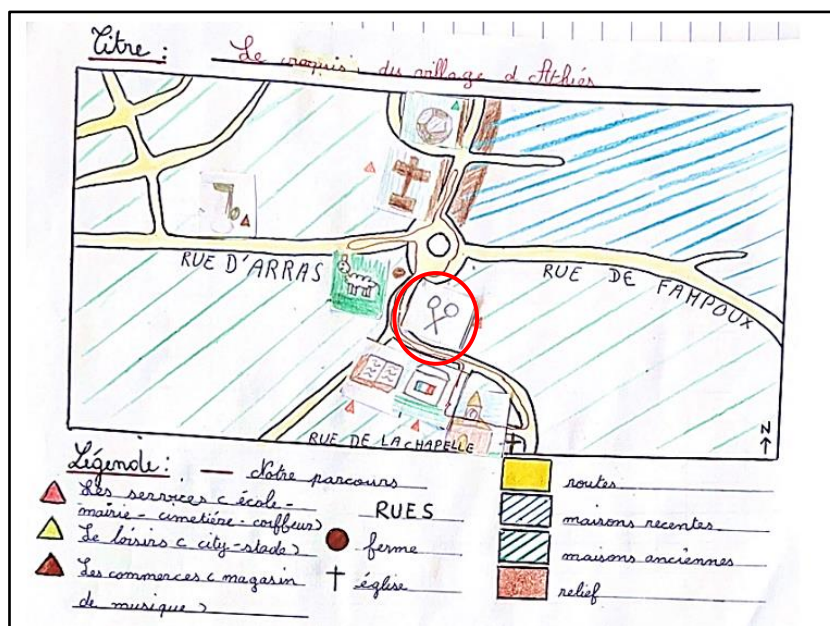 Titre : Le croquis du village d'Athiés
RUE D'ARRAS
RUE DE FAMPOUX
RUE DE LA CHAPELLE
N
Légende :
Notre parcours
Les services ( école -
mairie - cimetière - coiffeur)
Le loisirs ( city-stade )
Les commerces ( magasin
de musique )
RUES
ferme
église
routes
maisons recentes
maisons anciènnes
relief